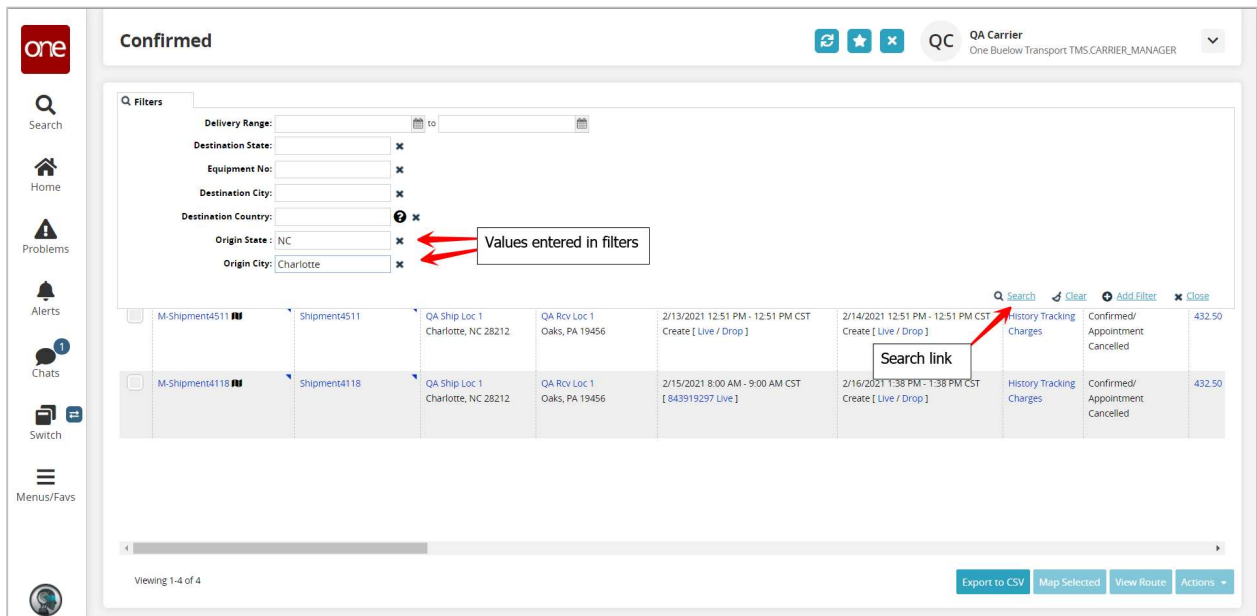 one
Search
Home
Problems
Alerts
1
Chats
Switch
Menus/Favs
Confirmed
QC
QA Carrier
One Buelow Transport TMS.CARRIER_MANAGER
Filters
Delivery Range: to
Destination State:
Equipment No:
Destination City:
Destination Country:
Origin State : NC
Origin City: Charlotte
Values entered in filters
Search Clear Add Filter Close
Search link
M-Shipment4511 Shipment4511 QA Ship Loc 1 QA Rcv Loc 1 2/13/2021 12:51 PM - 12:51 PM CST 2/14/2021 12:51 PM - 12:51 PM CST History Tracking Confirmed/ 432.50
Charlotte, NC 28212 Oaks, PA 19456 Create [ Live / Drop ] Create [ Live / Drop ] Charges Appointment
Cancelled
M-Shipment4118 Shipment4118 QA Ship Loc 1 QA Rcv Loc 1 2/15/2021 8:00 AM - 9:00 AM CST 2/16/2021 1:38 PM - 1:38 PM CST History Tracking Confirmed/ 432.50
Charlotte, NC 28212 Oaks, PA 19456 [ 843919297 Live ] Create [ Live / Drop ] Charges Appointment
Cancelled
Viewing 1-4 of 4
Export to CSV Map Selected View Route Actions